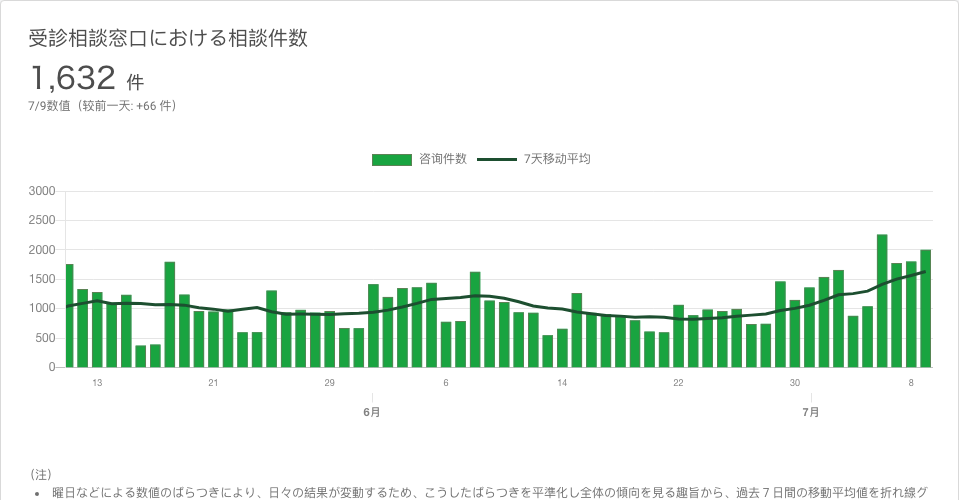 受診相談窓口における相談件数
1,632 件
7/9数值（较前一天: +66 件）
咨询件数 7天移动平均
3000
2500
2000
1500
1000
500
0
13 21 29 6 14 22 30 8
6月 7月
（注）
• 曜日などによる数値のばらつきにより、日々の結果が変動するため、こうしたばらつきを平準化し全体の傾向を見る趣旨から、過去７日間の移動平均値を折れ線グ